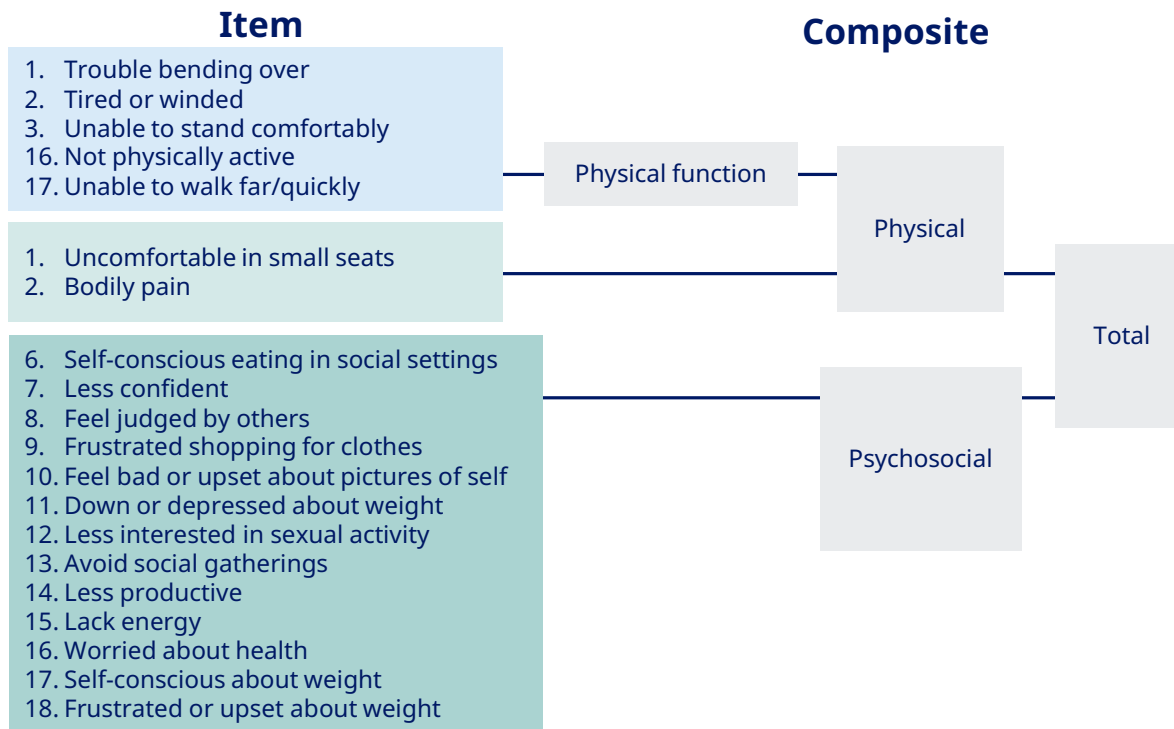 Item
Composite
1. Trouble bending over
2. Tired or winded
3. Unable to stand comfortably
16. Not physically active
17. Unable to walk far/quickly
Physical function
Physical
1. Uncomfortable in small seats
2. Bodily pain
Total
6. Self-conscious eating in social settings
7. Less confident
8. Feel judged by others
9. Frustrated shopping for clothes
10. Feel bad or upset about pictures of self
11. Down or depressed about weight
12. Less interested in sexual activity
13. Avoid social gatherings
14. Less productive
15. Lack energy
16. Worried about health
17. Self-conscious about weight
18. Frustrated or upset about weight
Psychosocial